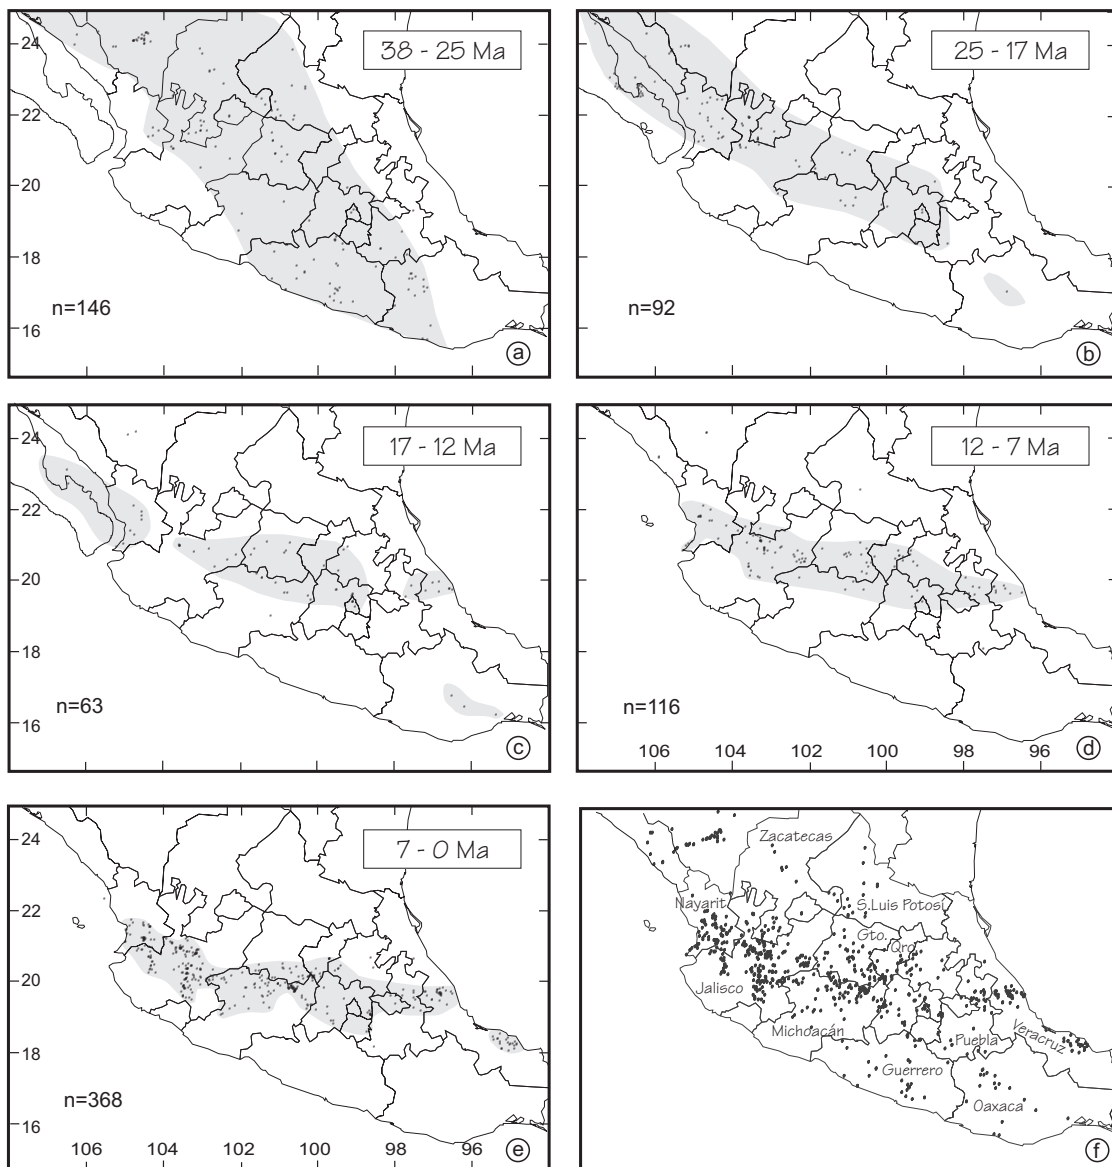 24
22
20
18
16
38 - 25 Ma
n=146
a
25 - 17 Ma
n=92
b
24
22
20
18
16
17 - 12 Ma
n=63
c
12 - 7 Ma
n=116
106 104 102 100 98 96
d
24
22
20
18
16
7 - 0 Ma
n=368
106 104 102 100 98 96
e
Zacatecas
Nayarit
S.Luis Potosí
Gto.
Qro
Jalisco
Michoacán
Puebla
Veracruz
Guerrero
Oaxaca
f